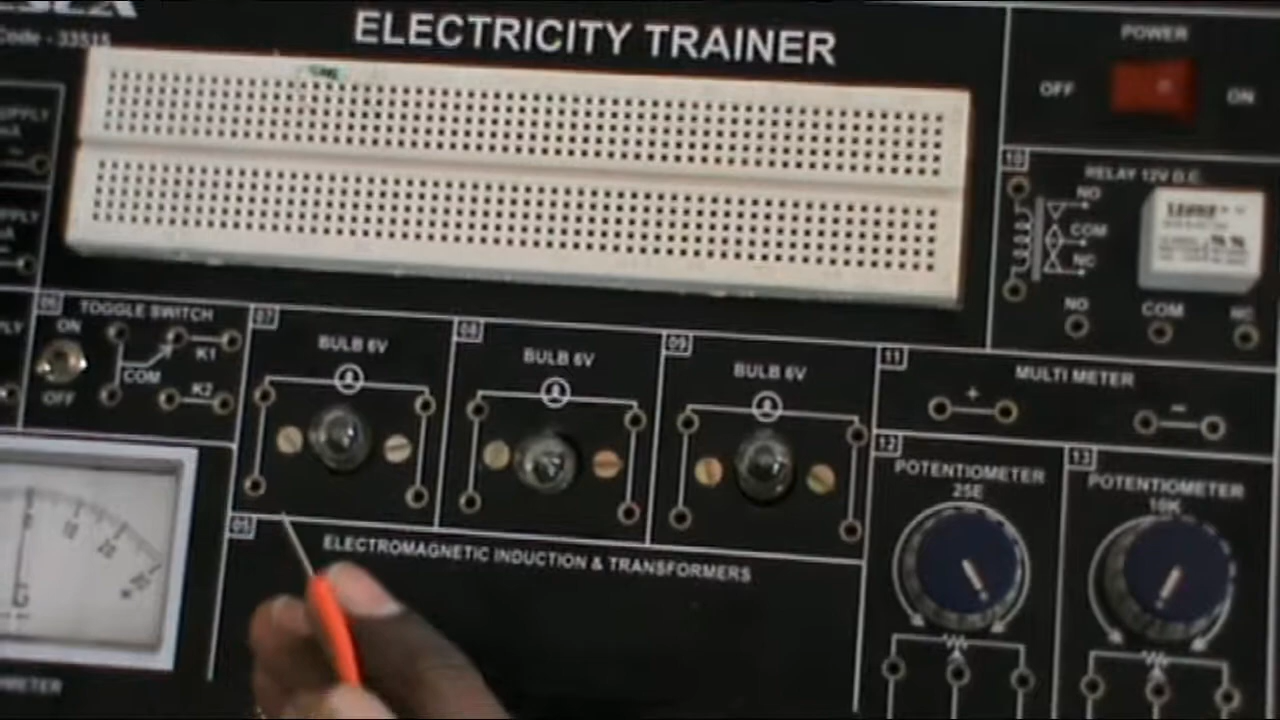 ELECTRICITY TRAINER
Code - 33515
POWER
OFF
ON
10
RELAY 12V D.C.
NO
COM
NC
NO
COM
NC
06
TOGGLE SWITCH
ON
K1
COM
K2
OFF
07
BULB 6V
08
BULB 6V
09
BULB 6V
11
MULTI METER
+
-
12
POTENTIOMETER
25E
13
POTENTIOMETER
10K
05
ELECTROMAGNETIC INDUCTION & TRANSFORMERS
0
10
20
30
G